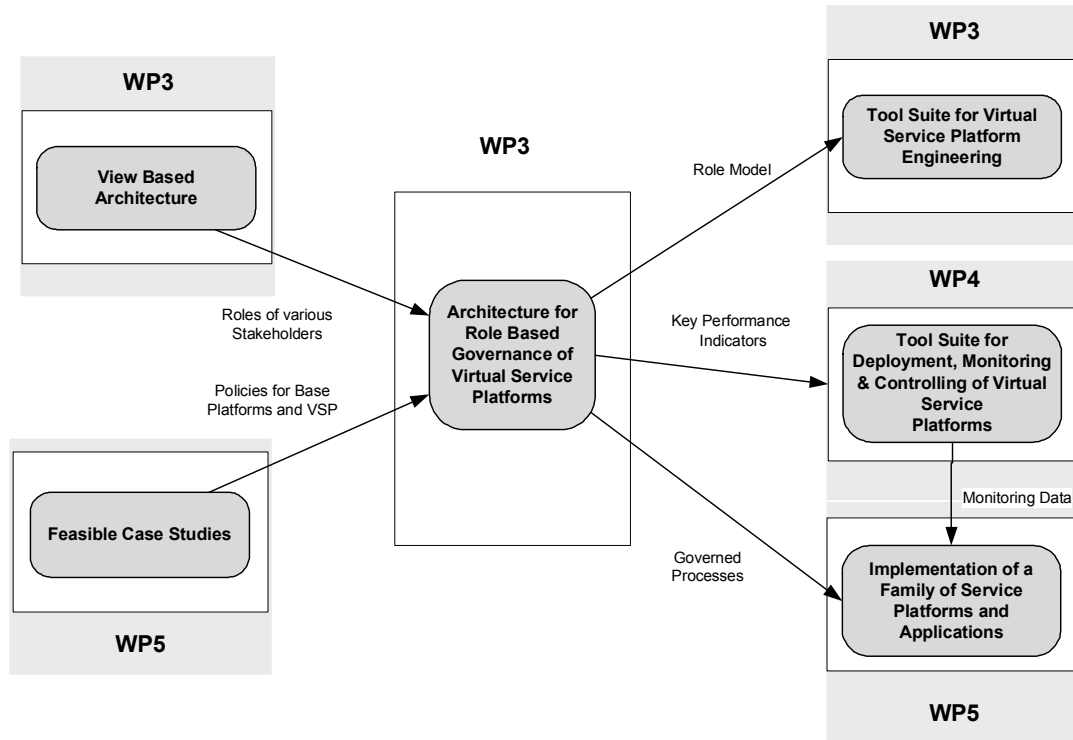 WP3
View Based
Architecture
Roles of various
Stakeholders
Policies for Base
Platforms and VSP
Feasible Case Studies
WP5
WP3
Architecture for
Role Based
Governance of
Virtual Service
Platforms
Role Model
Key Performance
Indicators
Governed
Processes
WP3
Tool Suite for Virtual
Service Platform
Engineering
WP4
Tool Suite for
Deployment, Monitoring
& Controlling of Virtual
Service
Platforms
Monitoring Data
Implementation of a
Family of Service
Platforms and
Applications
WP5